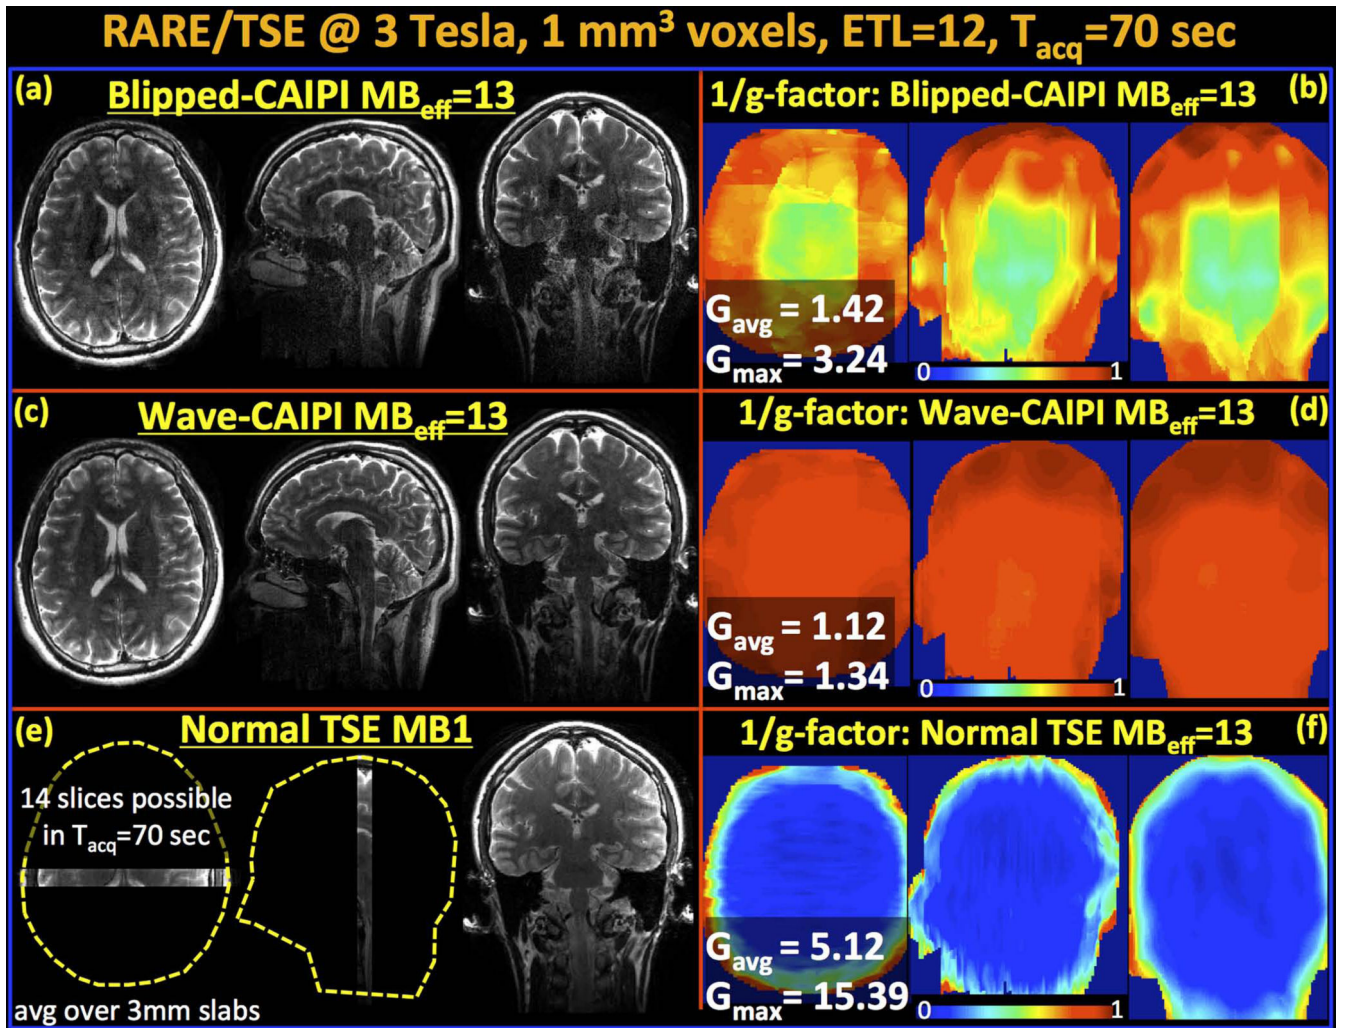 RARE/TSE @ 3 Tesla, 1 mm³ voxels, ETL=12, Tacq=70 sec
(a) Blipped-CAIPI MBeff=13
1/g-factor: Blipped-CAIPI MBeff=13 (b)
Gavg = 1.42
Gmax= 3.24
0 1
(c) Wave-CAIPI MBeff=13
1/g-factor: Wave-CAIPI MBeff=13 (d)
Gavg = 1.12
Gmax= 1.34
0 1
(e) Normal TSE MB1
14 slices possible
in Tacq=70 sec
avg over 3mm slabs
1/g-factor: Normal TSE MBeff=13 (f)
Gavg = 5.12
Gmax= 15.39
0 1